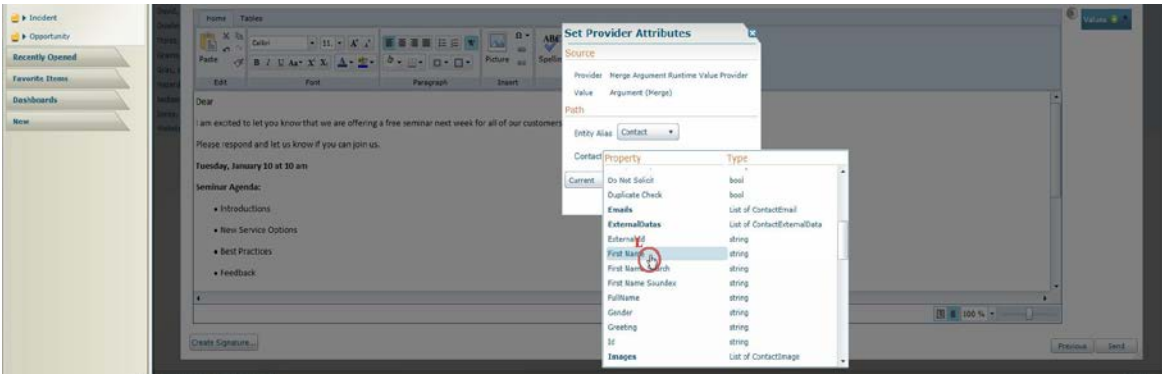 Incident
Opportunity
Recently Opened
Favorite Items
Dashboards
New
Home Tables
Paste
Calibri 11
B I U
Picture
Edit Font Paragraph Insert
Dear
I am excited to let you know that we are offering a free seminar next week for all of our customers
Please respond and let us know if you can join us.
Tuesday, January 10 at 10 am
Seminar Agenda:
• Introductions
• New Service Options
• Best Practices
• Feedback
100 %
Create Signature...
Previous Send
Values
Set Provider Attributes
Source
Provider Merge Argument Runtime Value Provider
Value Argument (Merge)
Path
Entity Alias Contact
Contact
Current
Property Type
Do Not Solicit bool
Duplicate Check bool
Emails List of ContactEmail
ExternalDatas List of ContactExternalData
string
L
First Name string
First Name string
First Name Soundex string
FullName string
Gender string
Greeting string
Id string
Images List of ContactImage